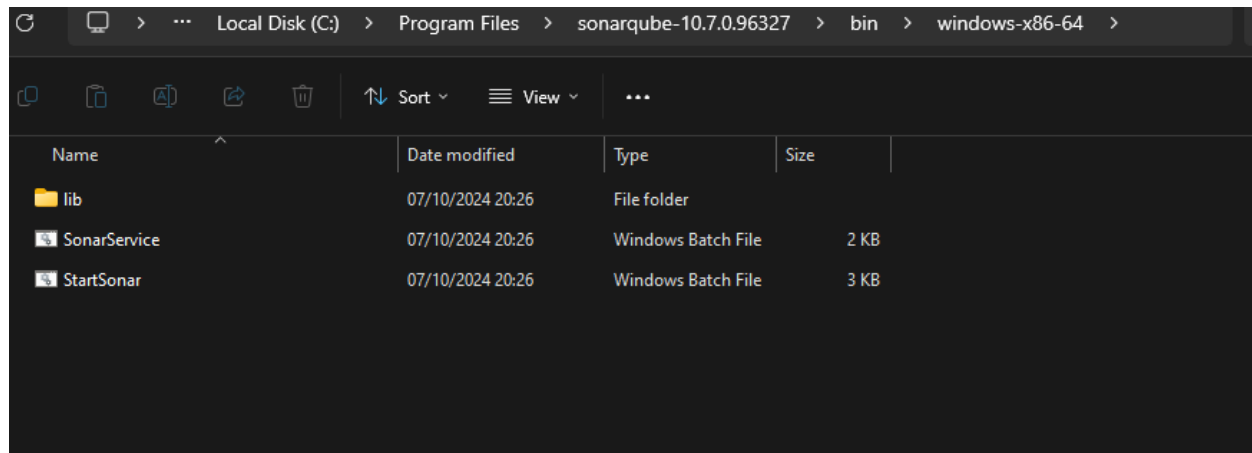 Local Disk (C:) > Program Files > sonarqube-10.7.0.96327 > bin > windows-x86-64 >
Sort View
Name Date modified Type Size
lib 07/10/2024 20:26 File folder
SonarService 07/10/2024 20:26 Windows Batch File 2 KB
StartSonar 07/10/2024 20:26 Windows Batch File 3 KB